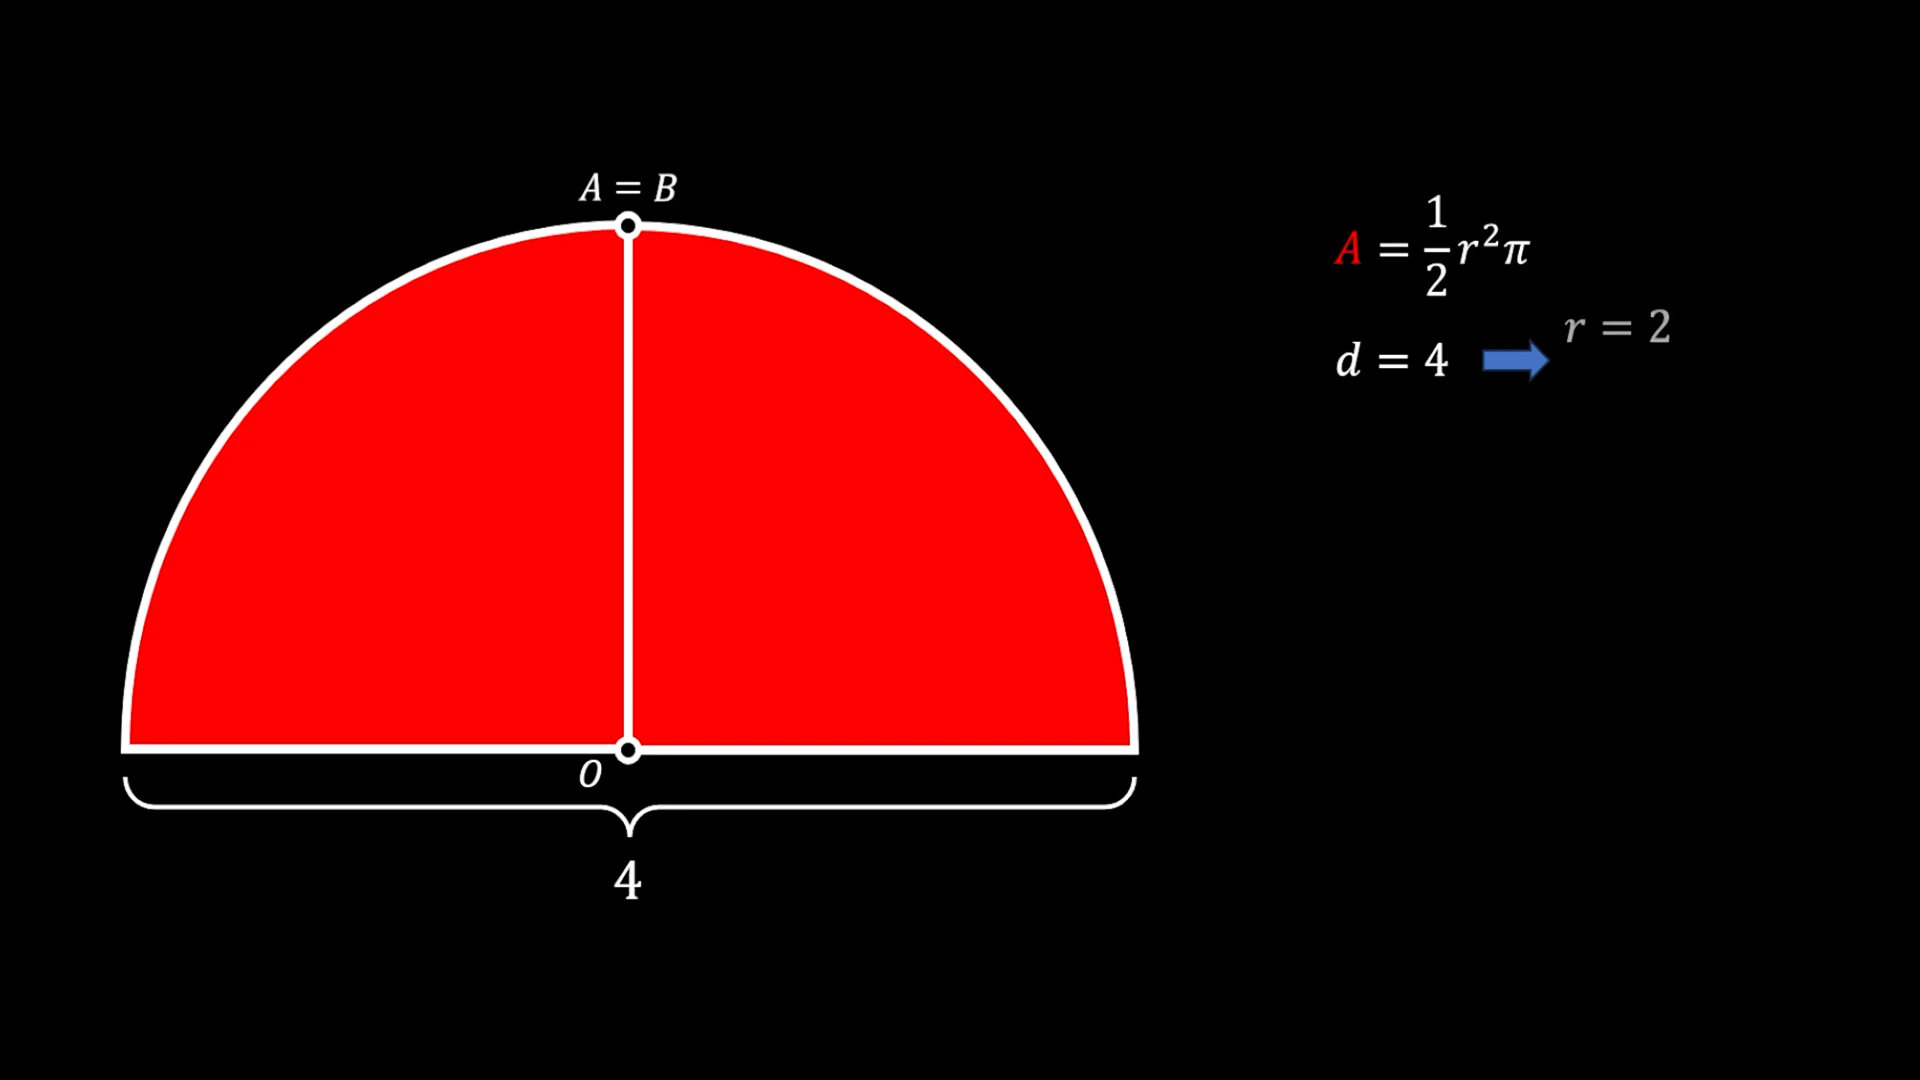 A = B
O
4
A = 1/2 r²π
d = 4
r = 2